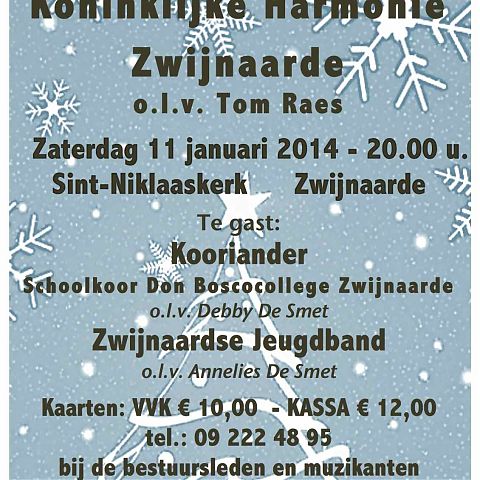 Koninklijke Harmonie
Zwijnaarde
o.l.v. Tom Raes
Zaterdag 11 januari 2014 - 20.00 u.
Sint-Niklaaskerk Zwijnaarde
Te gast:
Kooriander
Schoolkoor Don Boscocollege Zwijnaarde
o.l.v. Debby De Smet
Zwijnaardse Jeugdband
o.l.v. Annelies De Smet
Kaarten: VVK € 10,00 - KASSA € 12,00
tel.: 09 222 48 95
bij de bestuursleden en muzikanten